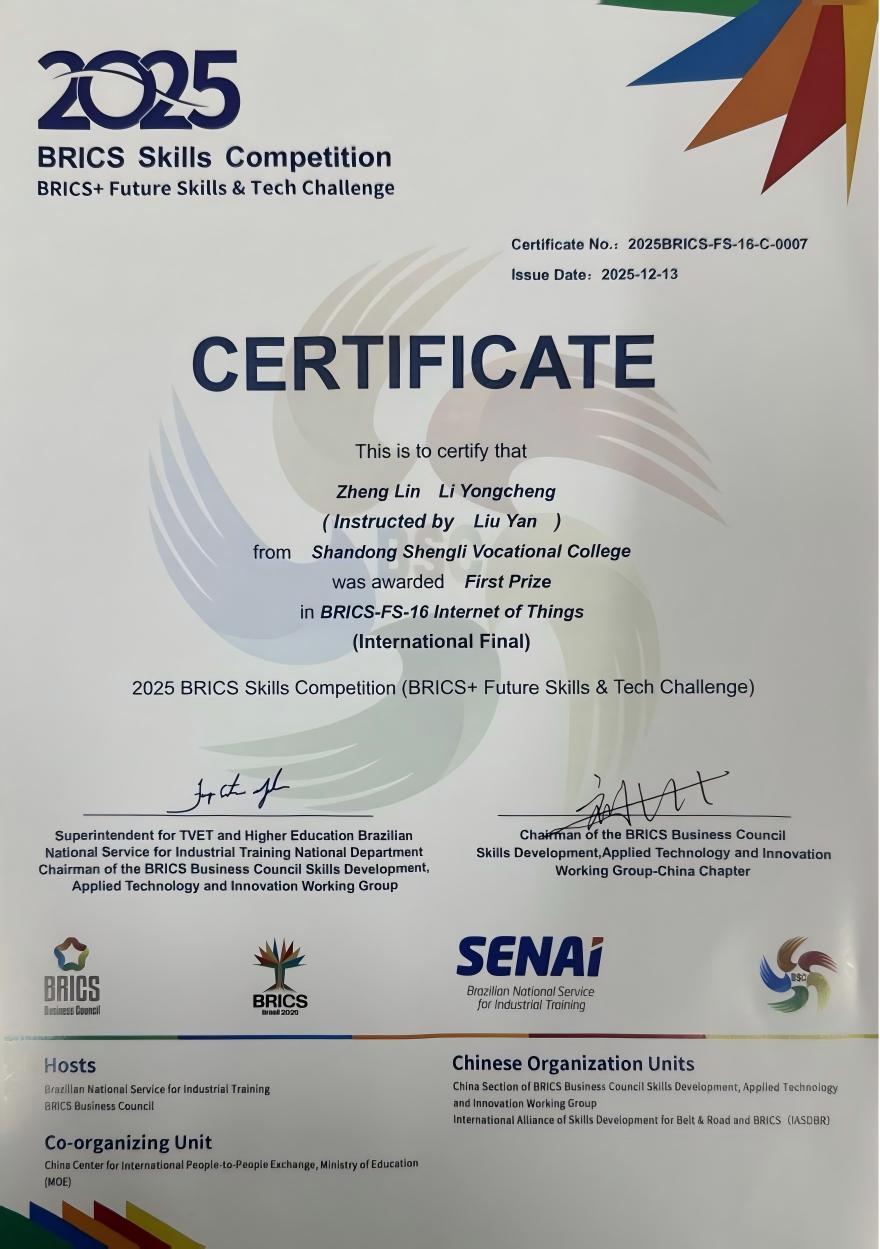 2025
BRICS Skills Competition
BRICS+ Future Skills & Tech Challenge
Certificate No.: 2025BRICS-FS-16-C-0007
Issue Date: 2025-12-13
CERTIFICATE
This is to certify that
Zheng Lin Li Yongcheng
( Instructed by Liu Yan )
from Shandong Shengli Vocational College
was awarded First Prize
in BRICS-FS-16 Internet of Things
(International Final)
2025 BRICS Skills Competition (BRICS+ Future Skills & Tech Challenge)
Superintendent for TVET and Higher Education Brazilian
National Service for Industrial Training National Department
Chairman of the BRICS Business Council Skills Development,
Applied Technology and Innovation Working Group
Chairman of the BRICS Business Council
Skills Development,Applied Technology and Innovation
Working Group-China Chapter
BRICS
Business Council
BRICS
SENAI
Brazilian National Service
for Industrial Training
BSC
Hosts
Brazilian National Service for Industrial Training
BRICS Business Council
Co-organizing Unit
China Center for International People-to-People Exchange, Ministry of Education
(MOE)
Chinese Organization Units
China Section of BRICS Business Council Skills Development, Applied Technology
and Innovation Working Group
International Alliance of Skills Development for Belt & Road and BRICS（IASDBR）